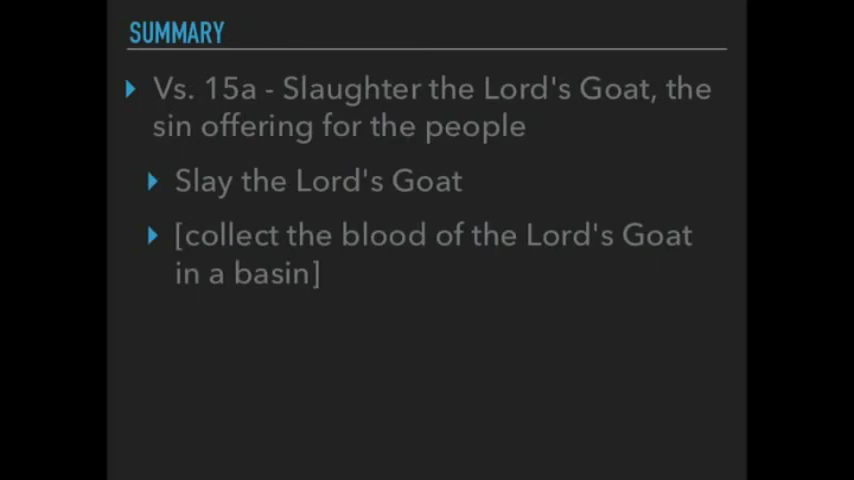 SUMMARY
Vs. 15a - Slaughter the Lord's Goat, the
sin offering for the people
Slay the Lord's Goat
[collect the blood of the Lord's Goat
in a basin]